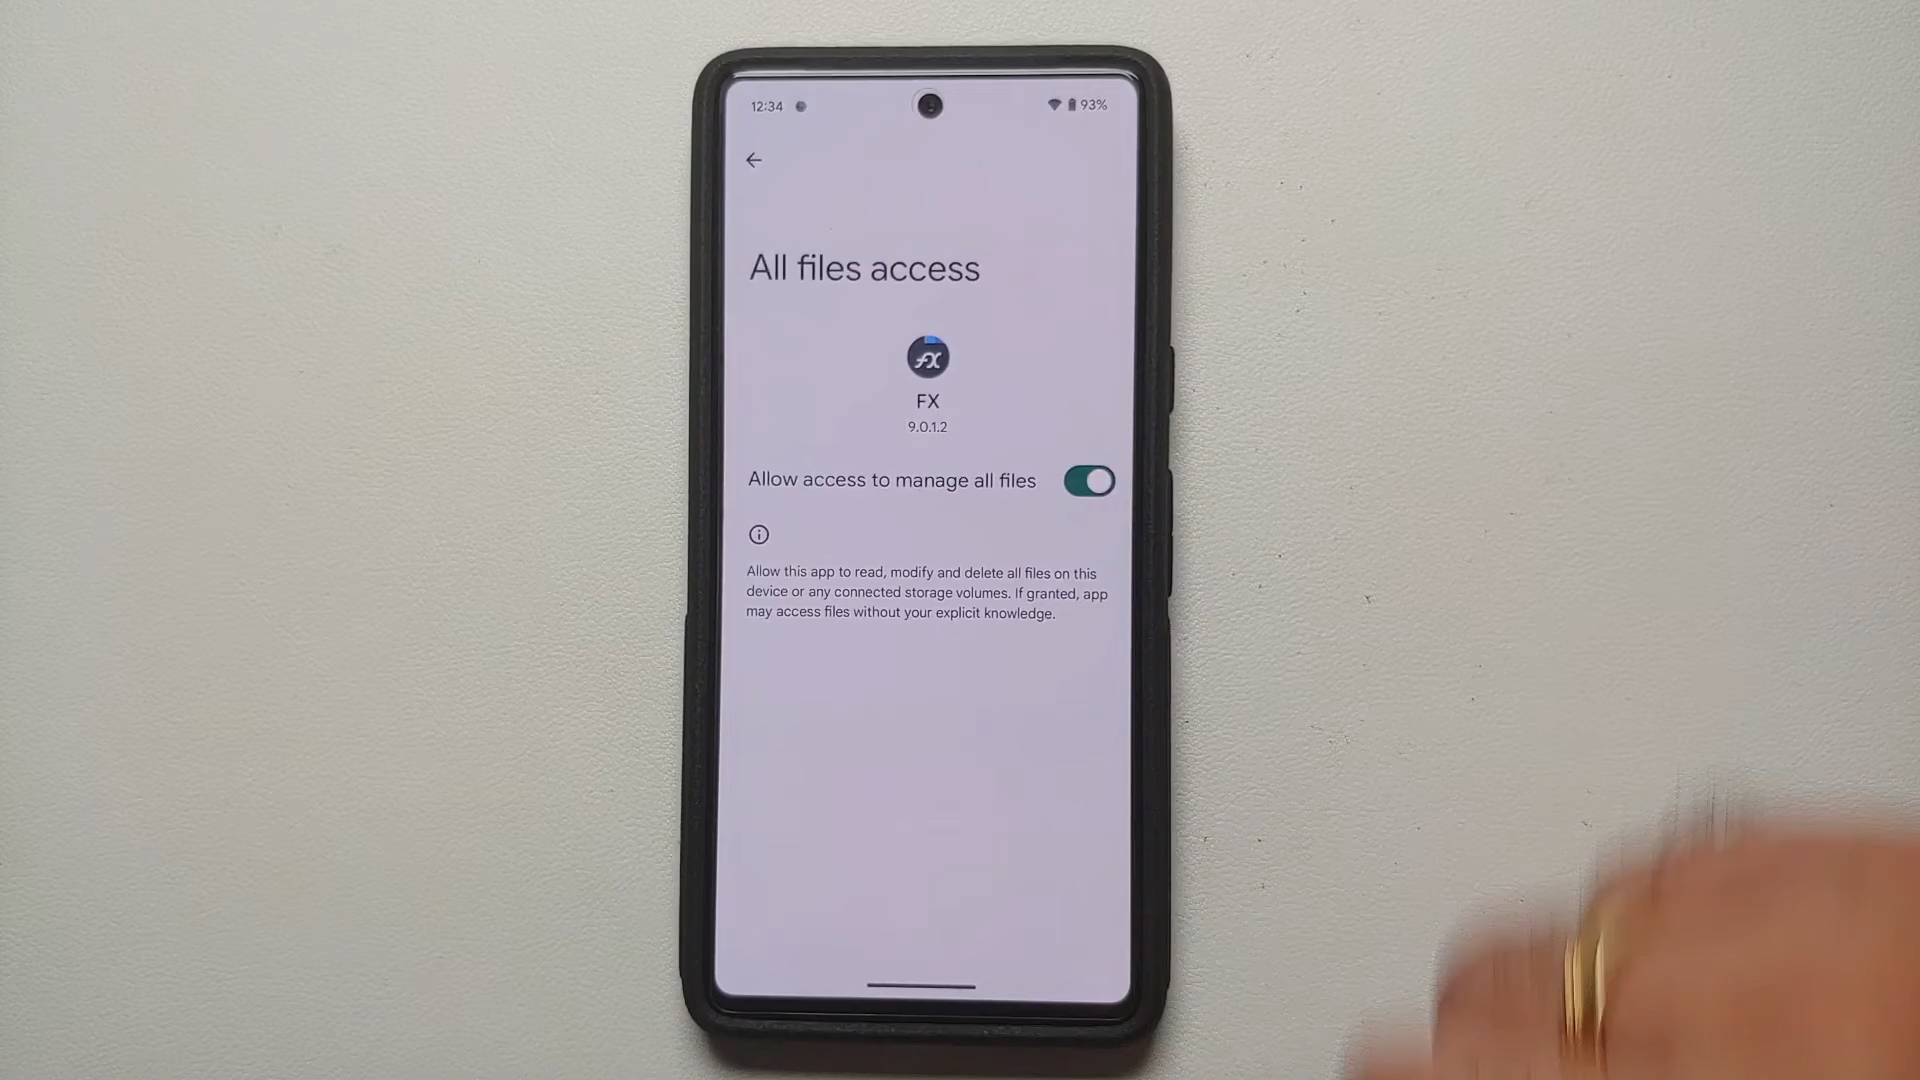 12:34 93%
All files access
FX
FX
9.0.1.2
Allow access to manage all files
Allow this app to read, modify and delete all files on this
device or any connected storage volumes. If granted, app
may access files without your explicit knowledge.